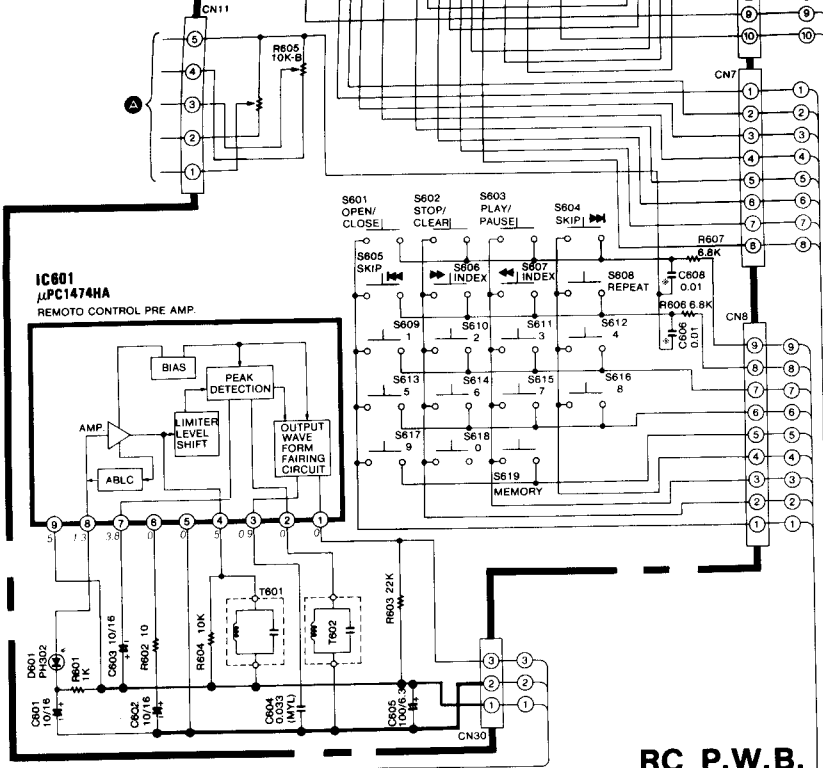 CN11
5
4
3
2
1
R605
10K-B
9
9
10
10
CN7
1
1
2
2
3
3
4
4
5
5
6
6
7
7
8
8
S601
OPEN/
CLOSE
S602
STOP/
CLEAR
S603
PLAY/
PAUSE
S604
SKIP
R607
6.8K
S605
SKIP
S606
INDEX
S607
INDEX
S608
REPEAT
C608
0.01
R606 6.8K
C606
0.01
S609
1
S610
2
S611
3
S612
4
S613
5
S614
6
S615
7
S616
8
S617
9
S618
0
S619
MEMORY
CN8
9
9
8
8
7
7
6
6
5
5
4
4
3
3
2
2
1
1
IC601
μPC1474HA
REMOTO CONTROL PRE AMP.
BIAS
PEAK
DETECTION
AMP.
LIMITER
LEVEL
SHIFT
OUTPUT
WAVE
FORM
FAIRING
CIRCUIT
ABLC
9
8
7
6
5
4
3
2
1
5
1.3
3.8
0
0
5
0.9
0
0
D601
PH302
R601
1K
C601
10/16
C603 10/16
R602 10
C602
10/16
R604 10K
T601
C604
0.033
(MYL)
T602
R603 22K
C605
100/6.3
3
3
2
2
1
1
CN30
RC P.W.B.